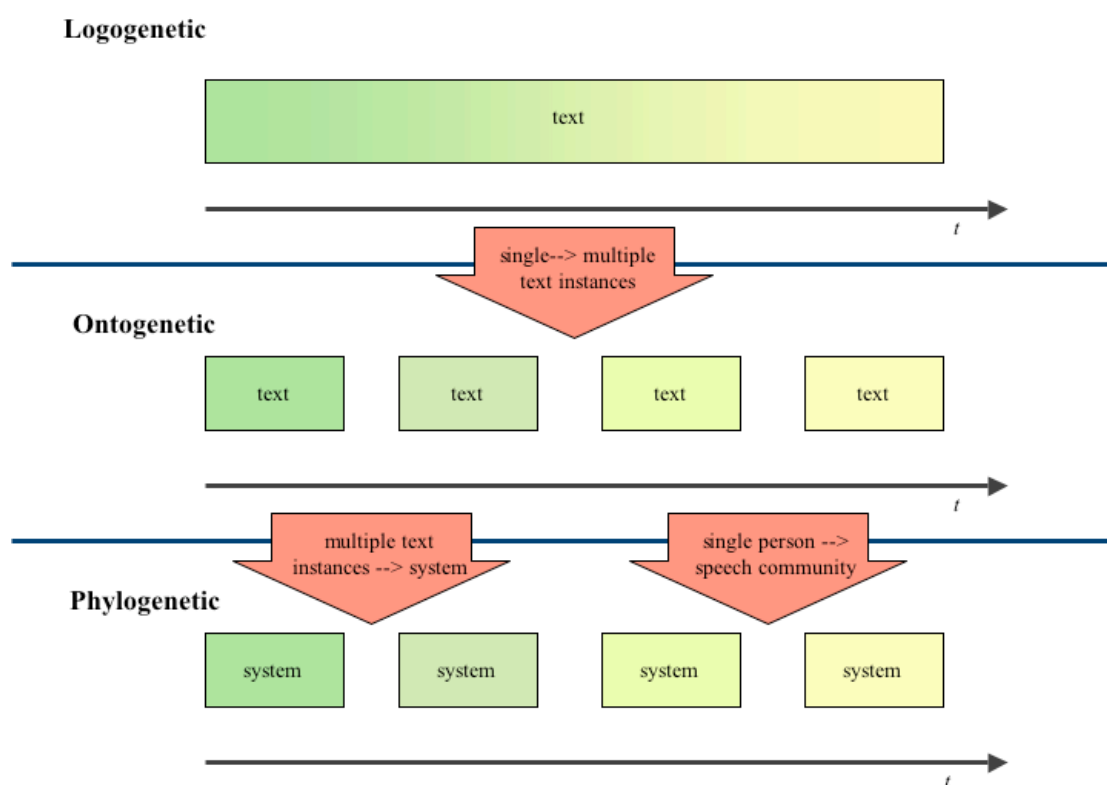 Logogenetic
text
t
single--> multiple
text instances
Ontogenetic
text
text
text
text
t
multiple text
instances --> system
single person -->
speech community
Phylogenetic
system
system
system
system
t